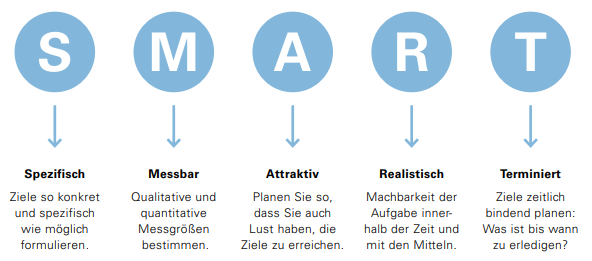 S M A R T
Spezifisch
Ziele so konkret
und spezifisch
wie möglich
formulieren.
Messbar
Qualitative und
quantitative
Messgrößen
bestimmen.
Attraktiv
Planen Sie so,
dass Sie auch
Lust haben, die
Ziele zu erreichen.
Realistisch
Machbarkeit der
Aufgabe inner-
halb der Zeit und
mit den Mitteln.
Terminiert
Ziele zeitlich
bindend planen:
Was ist bis wann
zu erledigen?